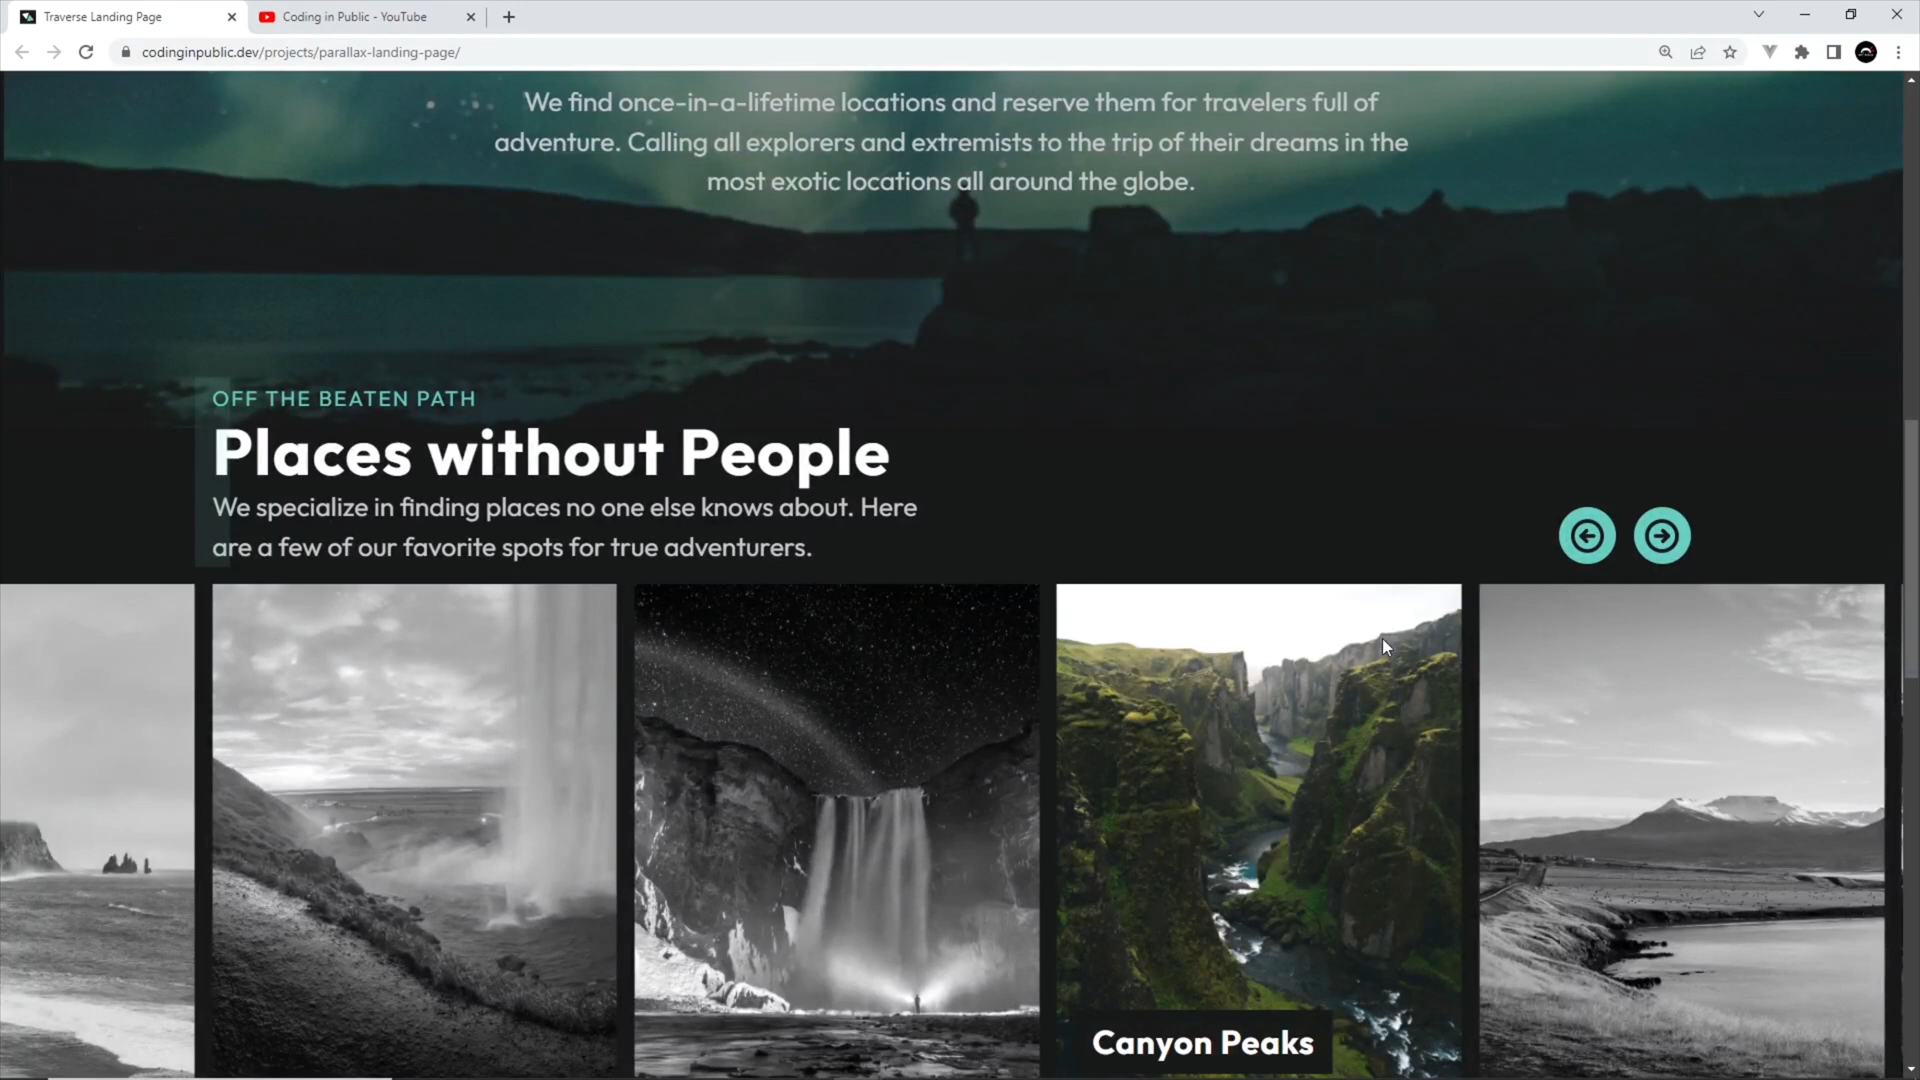 Traverse Landing Page
Coding in Public - YouTube
codinginpublic.dev/projects/parallax-landing-page/
We find once-in-a-lifetime locations and reserve them for travelers full of
adventure. Calling all explorers and extremists to the trip of their dreams in the
most exotic locations all around the globe.
OFF THE BEATEN PATH
Places without People
We specialize in finding places no one else knows about. Here
are a few of our favorite spots for true adventurers.
Canyon Peaks